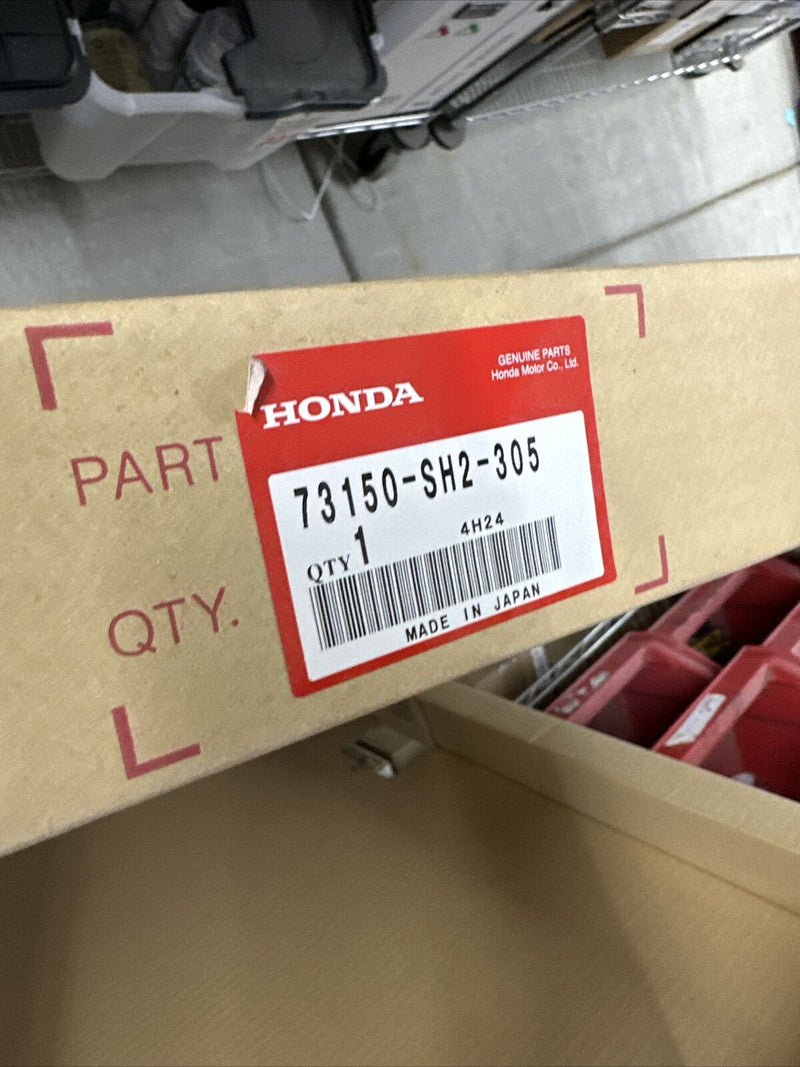 GENUINE PARTS
Honda Motor Co., Ltd.
HONDA
PART
73150-SH2-305
4H24
QTY 1
QTY.
MADE IN JAPAN